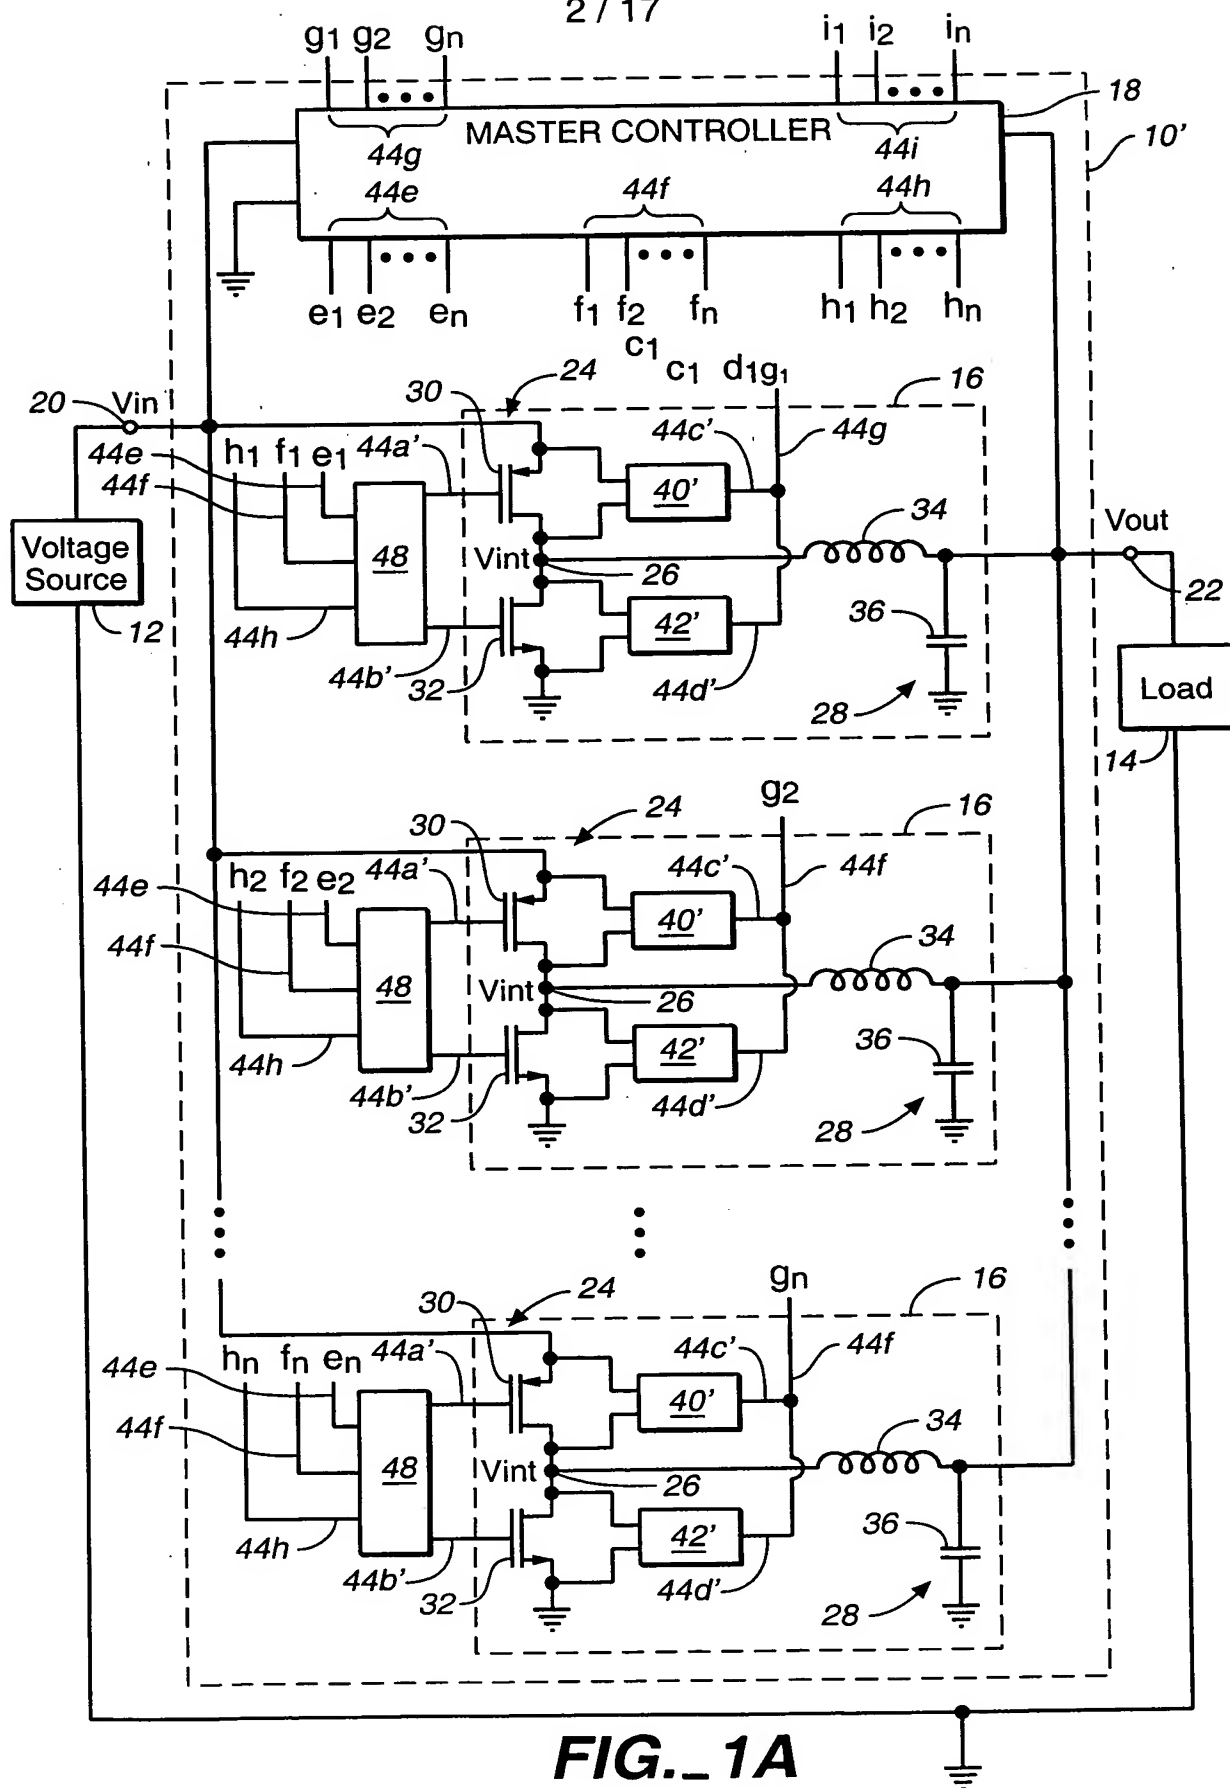 2 / 17
g1 g2 gn
i1 i2 in
18
MASTER CONTROLLER
10'
44g
44i
44e
44f
44h
e1 e2 en
f1 f2 fn
h1 h2 hn
c1
c1 d1g1
20
Vin
30
24
16
44e
h1 f1 e1
44a'
44c'
44g
44f
40'
34
Vout
Voltage
Source
48
Vint
26
22
12
44h
42'
36
44b'
32
44d'
28
Load
14
g2
30
24
16
44e
h2 f2 e2
44a'
44c'
44f
44f
40'
34
48
Vint
26
44h
42'
36
44b'
32
44d'
28
gn
30
24
16
44e
hn fn en
44a'
44c'
44f
44f
40'
34
48
Vint
26
44h
42'
36
44b'
32
44d'
28
FIG._1A